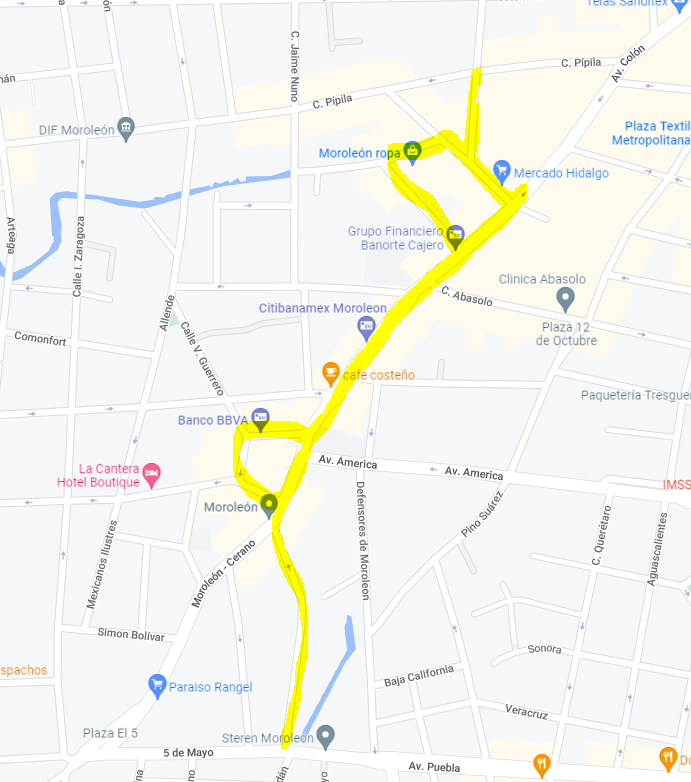 Telas Sanditex
Av. Colón
C. Pípila
C. Jaime Nuno
C. Pípila
DIF Moroleón
Plaza Textil
Metropolitana
Moroleón ropa
Mercado Hidalgo
Arteaga
Calle I. Zaragoza
Grupo Financiero
Banorte Cajero
Clinica Abasolo
C. Abasolo
Citibanamex Moroleon
Allende
Plaza 12
de Octubre
Comonfort
Calle V. Guerrero
cafe costeño
Banco BBVA
Av. America
Av. America
La Cantera
Hotel Boutique
IMSS
Moroleón
Defensores de Moroleon
Pino Suárez
C. Querétaro
Aguascalientes
Mexicanos Ilustres
Moroleón - Cerano
Simon Bolívar
Sonora
Baja California
Paraiso Rangel
Veracruz
Plaza El 5
Steren Moroleón
5 de Mayo
Av. Puebla